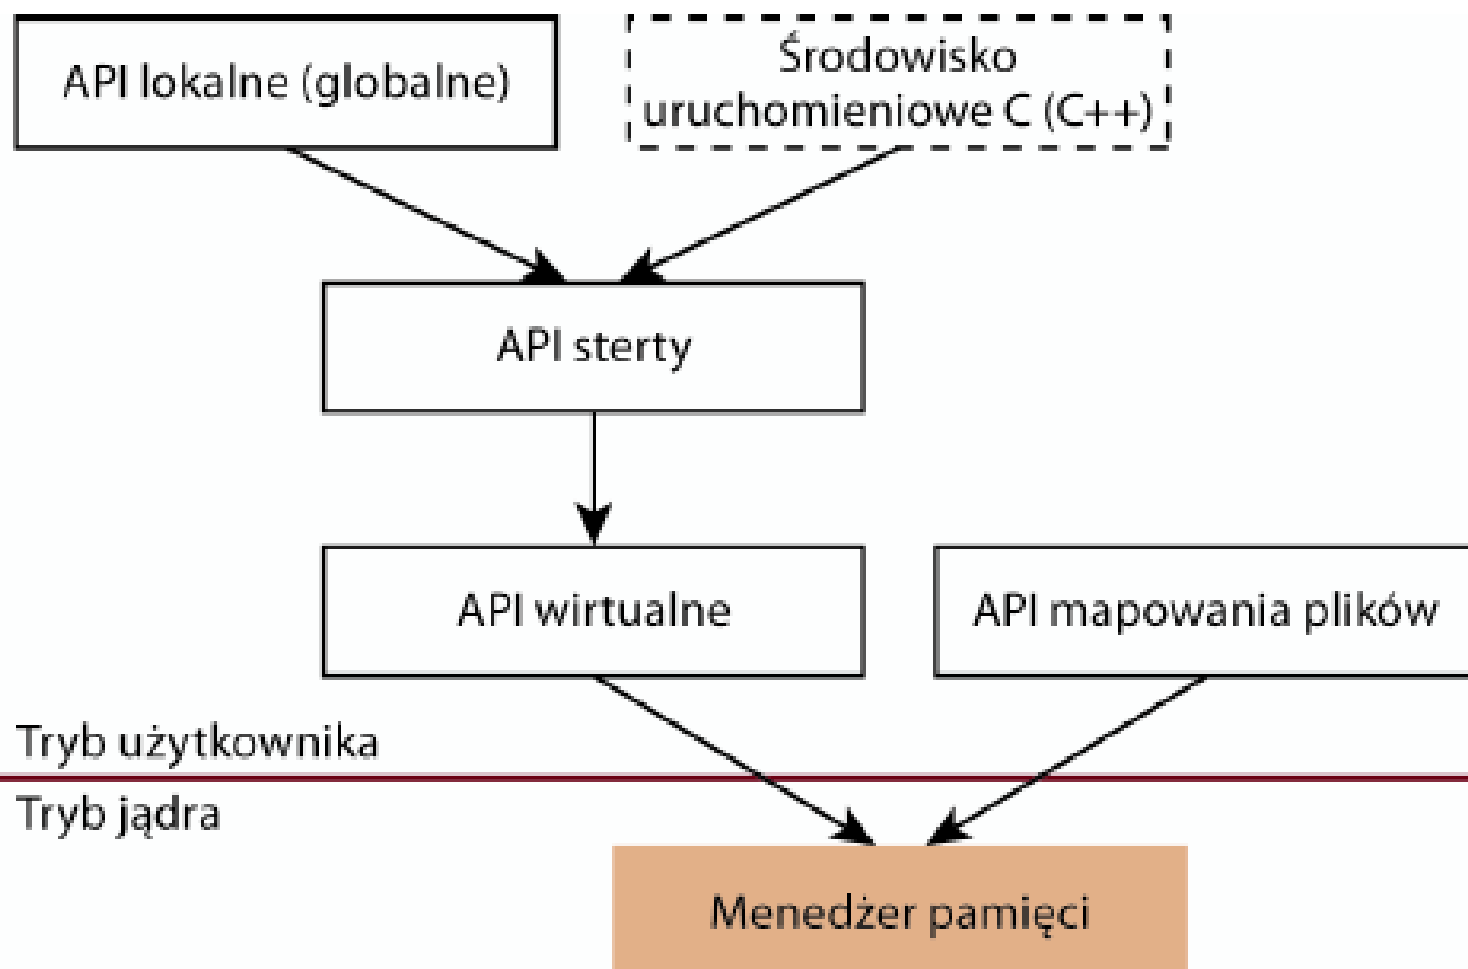 API lokalne (globalne)
Środowisko
uruchomieniowe C (C++)
API sterty
API wirtualne
API mapowania plików
Tryb użytkownika
Tryb jądra
Menedżer pamięci